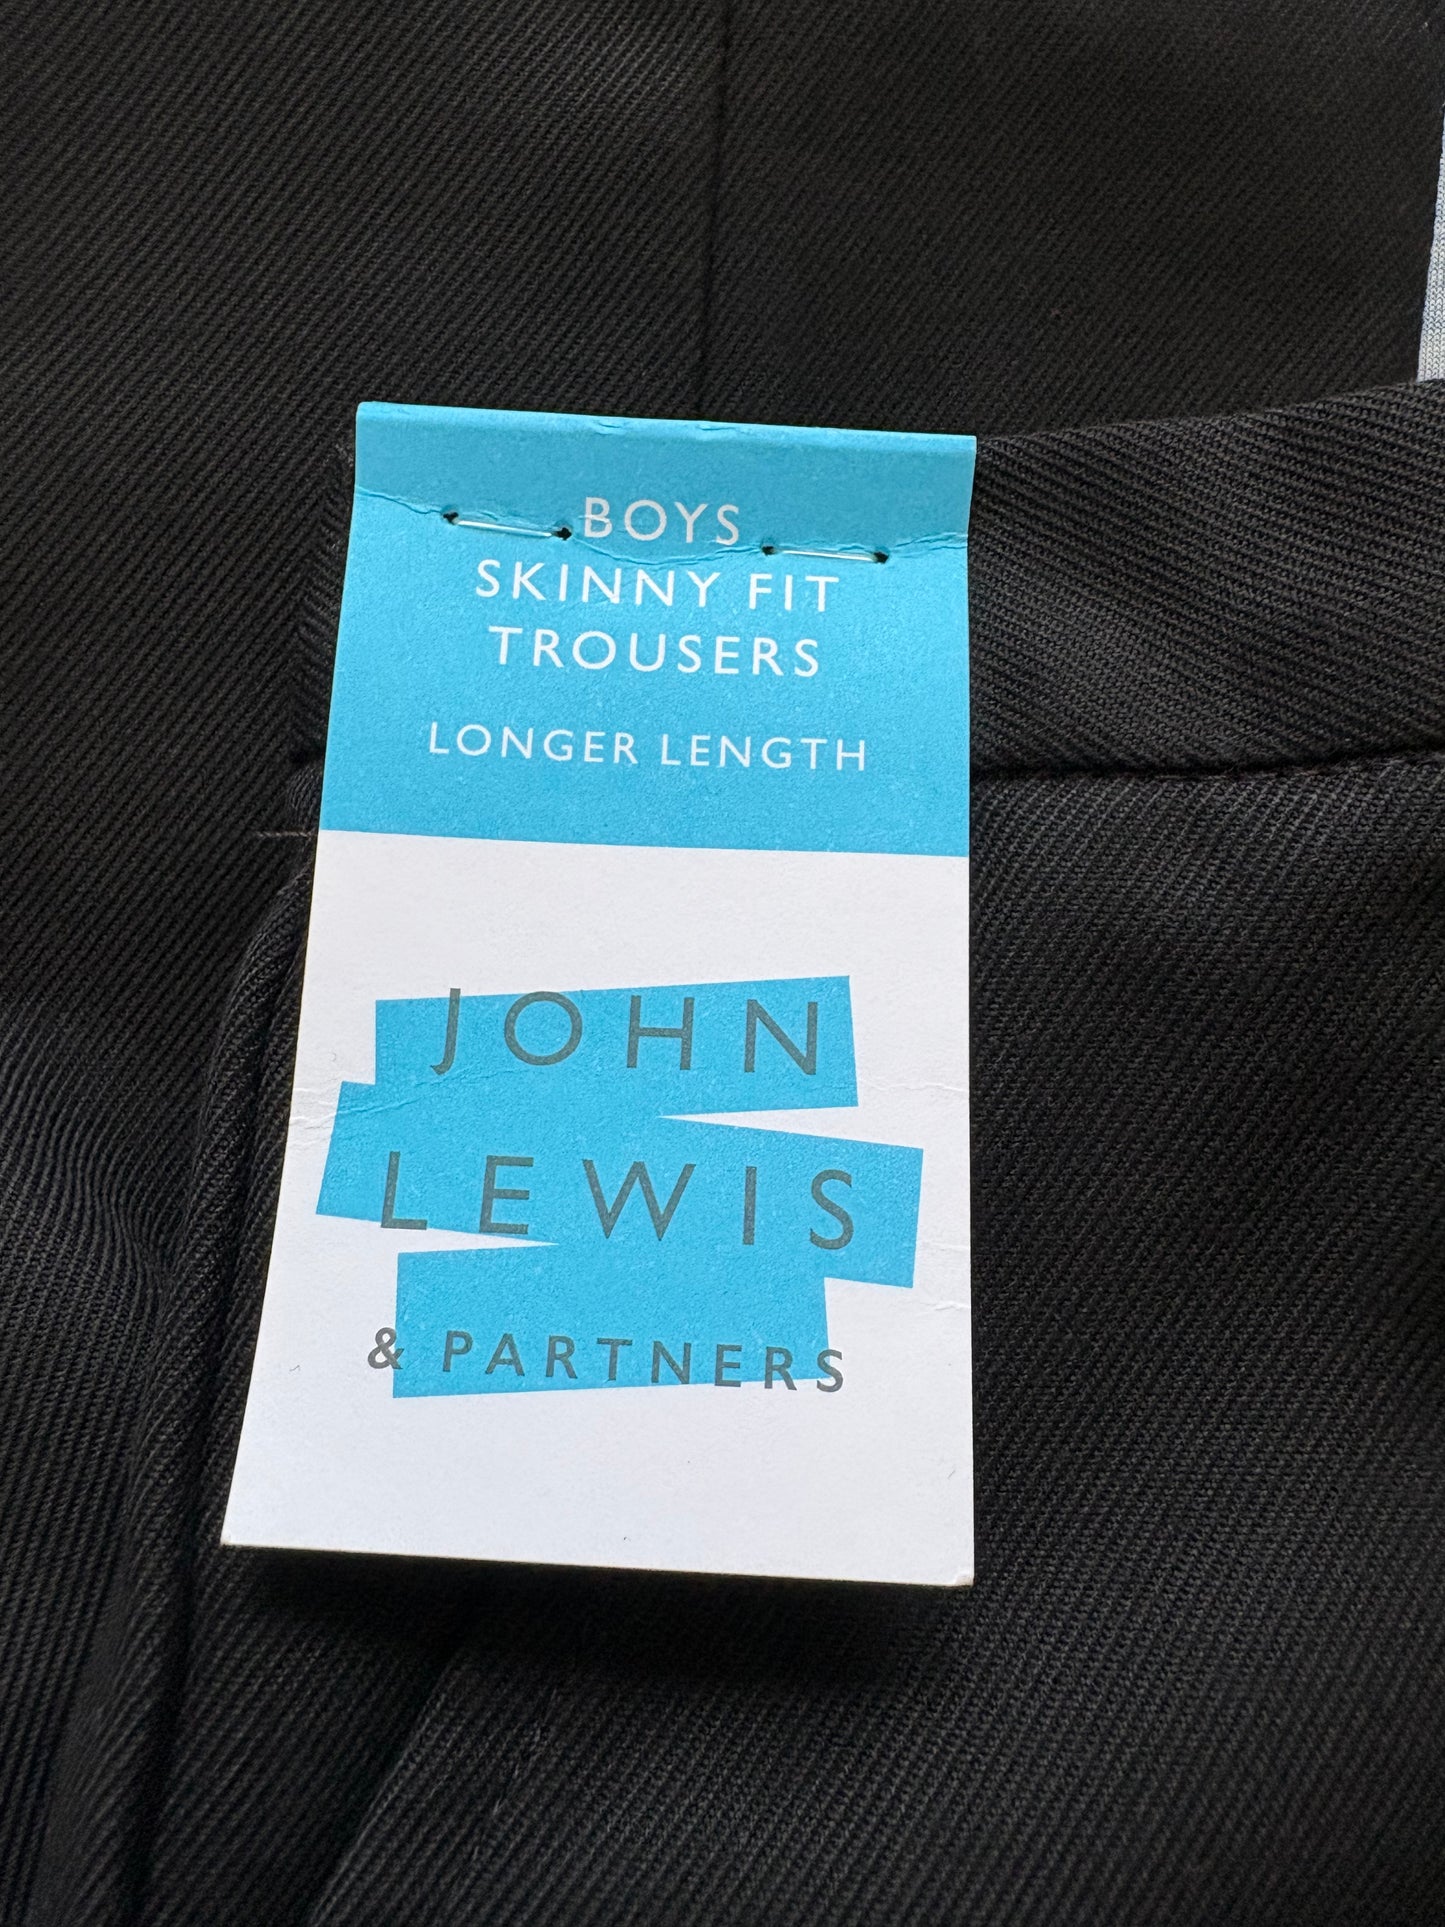 BOYS
SKINNY FIT
TROUSERS
LONGER LENGTH
JOHN
LEWIS
& PARTNERS